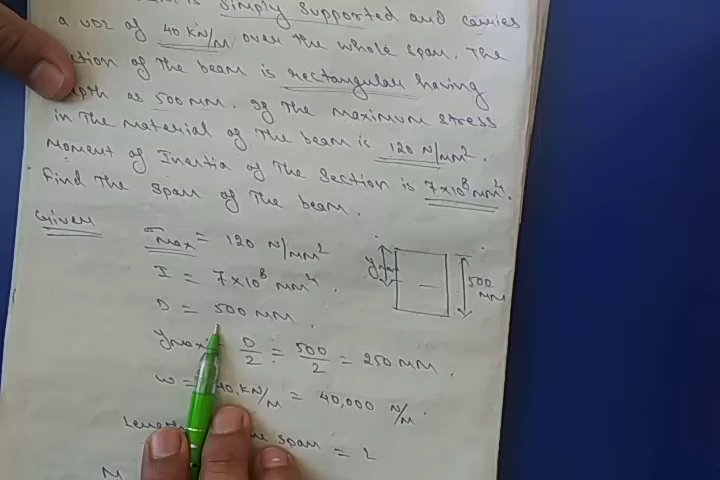 is simply supported and carries
a UDL of 40 KN/M over the whole span. The
section of the beam is rectangular having
depth as 500 MM. If the maximum stress
in the material of the beam is 120 N/mm².
Moment of Inertia of the section is 7×10⁸ mm⁴.
Find the span of the beam.
Given
σmax = 120 N/mm²
I = 7×10⁸ mm⁴.
D = 500 MM.
ymax = D/2 = 500/2 = 250 MM.
ymax
500
MM
w = 40 KN/M = 40,000 N/M.
span = L
M